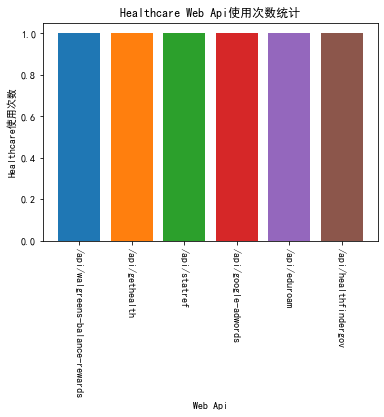 Healthcare Web Api使用次数统计
Healthcare使用次数
1.0
0.8
0.6
0.4
0.2
0.0
/api/walgreens-balance-rewards
/api/gethealth
/api/statref
/api/google-adwords
/api/eduroam
/api/healthfindergov
Web Api